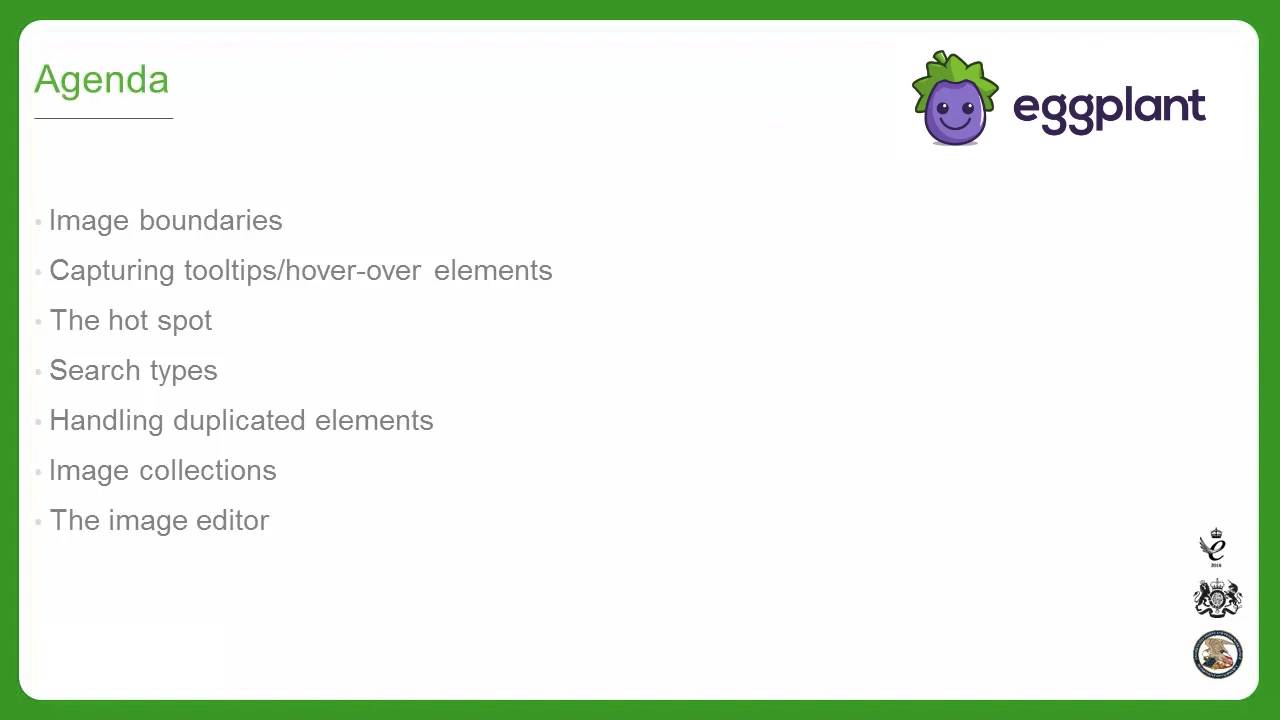 Agenda
eggplant
• Image boundaries
• Capturing tooltips/hover-over elements
• The hot spot
• Search types
• Handling duplicated elements
• Image collections
• The image editor
e
2016